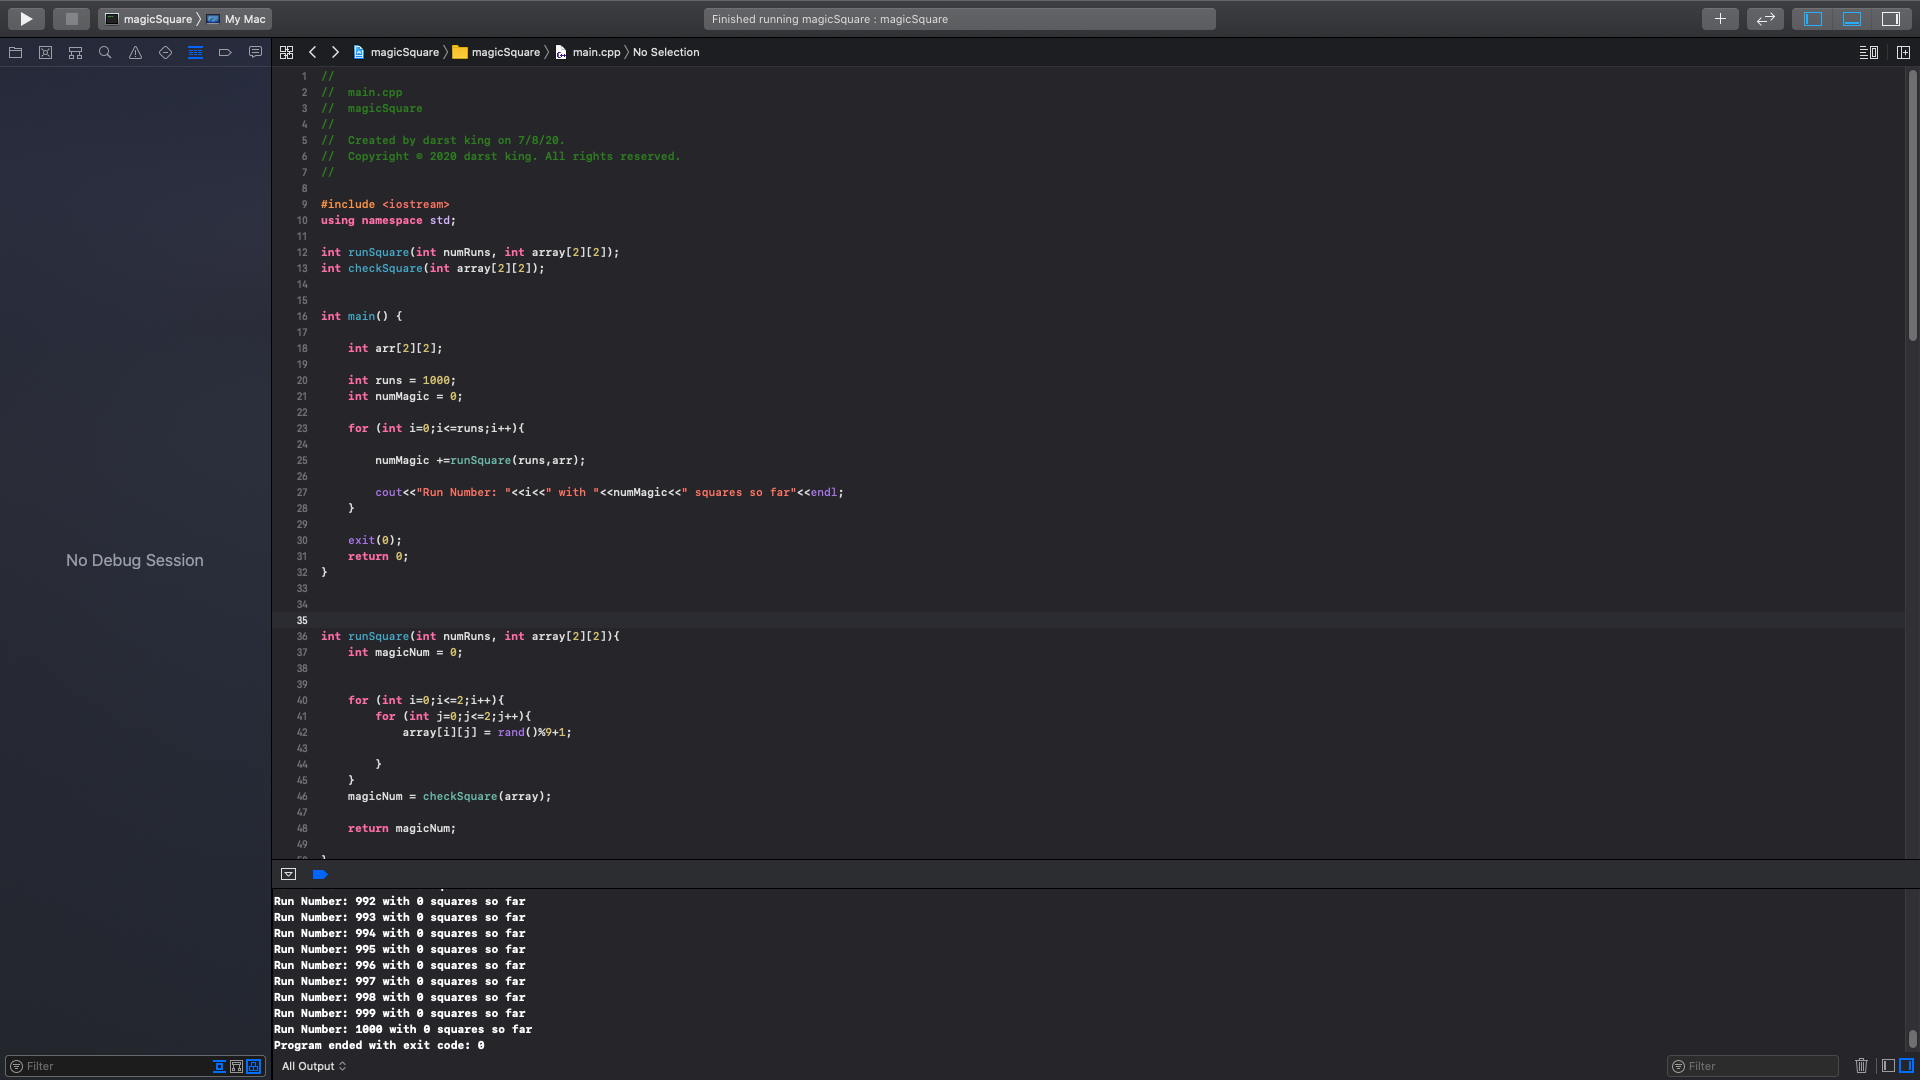 magicSquare
My Mac
Finished running magicSquare : magicSquare
magicSquare
magicSquare
main.cpp
No Selection
1 //
2 //  main.cpp
3 //  magicSquare
4 //
5 //  Created by darst king on 7/8/20.
6 //  Copyright © 2020 darst king. All rights reserved.
7 //
8
9 #include <iostream>
10 using namespace std;
11
12 int runSquare(int numRuns, int array[2][2]);
13 int checkSquare(int array[2][2]);
14
15
16 int main() {
17
18     int arr[2][2];
19
20     int runs = 1000;
21     int numMagic = 0;
22
23     for (int i=0;i<=runs;i++){
24
25         numMagic +=runSquare(runs,arr);
26
27         cout<<"Run Number: "<<i<<" with "<<numMagic<<" squares so far"<<endl;
28     }
29
30     exit(0);
31     return 0;
32 }
33
34
35
36 int runSquare(int numRuns, int array[2][2]){
37     int magicNum = 0;
38
39
40     for (int i=0;i<=2;i++){
41         for (int j=0;j<=2;j++){
42             array[i][j] = rand()%9+1;
43
44         }
45     }
46     magicNum = checkSquare(array);
47
48     return magicNum;
49
No Debug Session
Run Number: 992 with 0 squares so far
Run Number: 993 with 0 squares so far
Run Number: 994 with 0 squares so far
Run Number: 995 with 0 squares so far
Run Number: 996 with 0 squares so far
Run Number: 997 with 0 squares so far
Run Number: 998 with 0 squares so far
Run Number: 999 with 0 squares so far
Run Number: 1000 with 0 squares so far
Program ended with exit code: 0
Filter
All Output
Filter